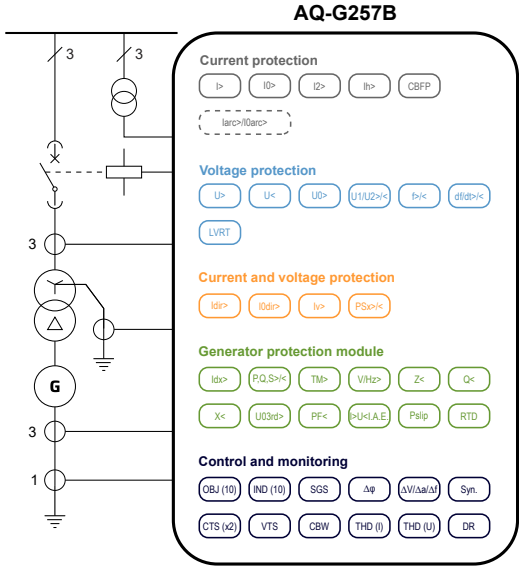 AQ-G257B
3
3
Current protection
I> I0> I2> Ih> CBFP
Iarc>/I0arc>
Voltage protection
U> U< U0> U1/U2>/< f>/< df/dt>/<
LVRT
3
Current and voltage protection
Idir> I0dir> Iv> PSx>/<
Generator protection module
Idx> P,Q,S>/< TM> V/Hz> Z< Q<
G
X< U03rd> PF< I>U<I.A.E. Pslip RTD
3
Control and monitoring
1
OBJ (10) IND (10) SGS Δφ ΔV/Δa/Δf Syn.
CTS (x2) VTS CBW THD (I) THD (U) DR